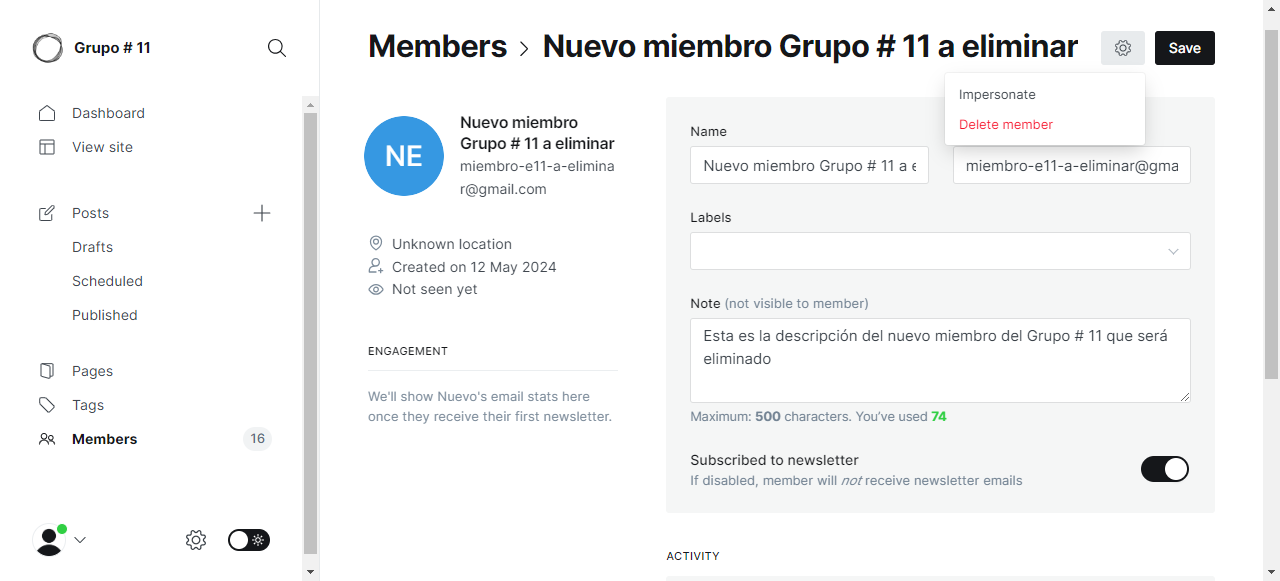 Grupo # 11
Dashboard
View site
Posts
Drafts
Scheduled
Published
Pages
Tags
Members
16
Members > Nuevo miembro Grupo # 11 a eliminar
Save
Impersonate
Delete member
NE
Nuevo miembro
Grupo # 11 a eliminar
miembro-e11-a-elimina
r@gmail.com
Unknown location
Created on 12 May 2024
Not seen yet
ENGAGEMENT
We'll show Nuevo's email stats here
once they receive their first newsletter.
Name
Nuevo miembro Grupo # 11 a
miembro-e11-a-eliminar@gma
Labels
Note (not visible to member)
Esta es la descripción del nuevo miembro del Grupo # 11 que será
eliminado
Maximum: 500 characters. You've used 74
Subscribed to newsletter
If disabled, member will not receive newsletter emails
ACTIVITY